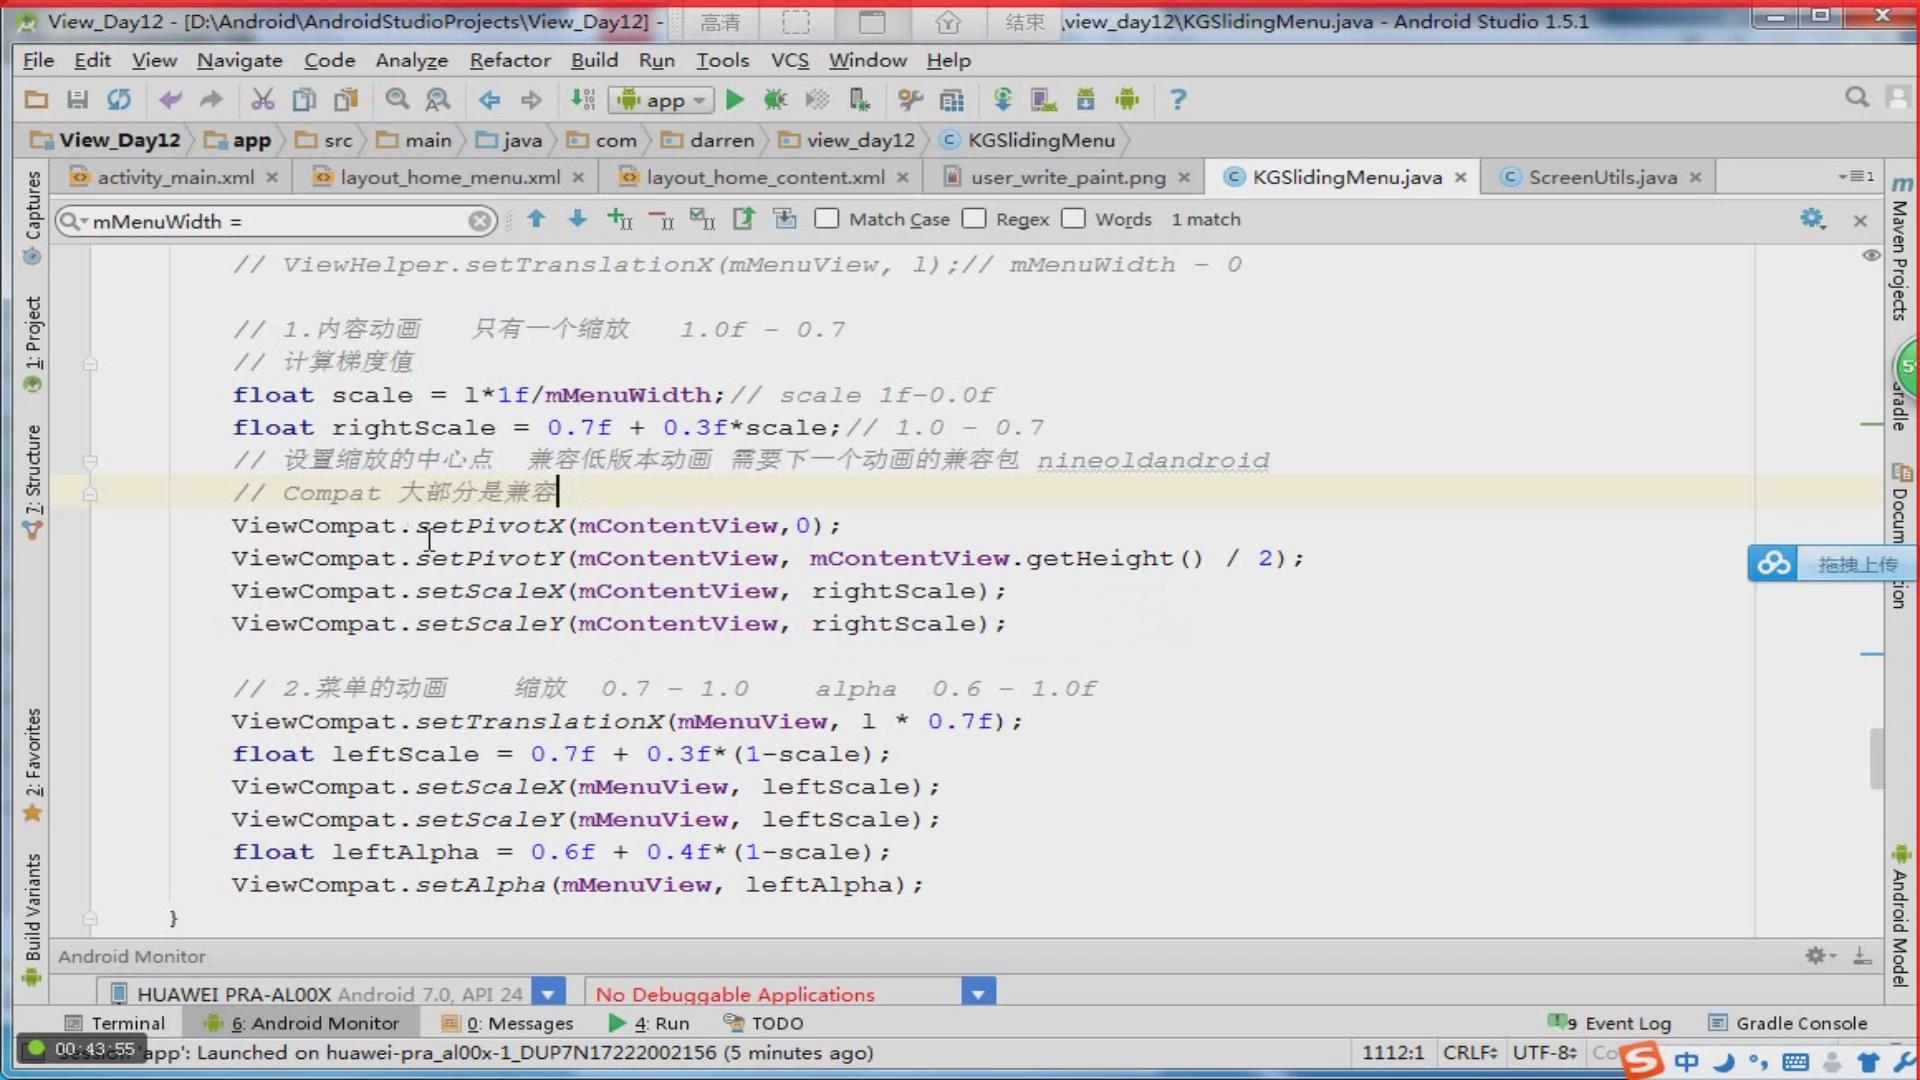 View_Day12 - [D:\Android\AndroidStudioProjects\View_Day12] -
高清
结束
.view_day12\KGSlidingMenu.java - Android Studio 1.5.1
File Edit View Navigate Code Analyze Refactor Build Run Tools VCS Window Help
app
View_Day12 app src main java com darren view_day12 KGSlidingMenu
activity_main.xml layout_home_menu.xml layout_home_content.xml user_write_paint.png KGSlidingMenu.java ScreenUtils.java
mMenuWidth = Match Case Regex Words 1 match
// ViewHelper.setTranslationX(mMenuView, l);// mMenuWidth - 0
// 1.内容动画 只有一个缩放 1.0f - 0.7
// 计算梯度值
float scale = l*1f/mMenuWidth;// scale 1f-0.0f
float rightScale = 0.7f + 0.3f*scale;// 1.0 - 0.7
// 设置缩放的中心点 兼容低版本动画 需要下一个动画的兼容包 nineoldandroid
// Compat 大部分是兼容
ViewCompat.setPivotX(mContentView,0);
ViewCompat.setPivotY(mContentView, mContentView.getHeight() / 2);
ViewCompat.setScaleX(mContentView, rightScale);
ViewCompat.setScaleY(mContentView, rightScale);
// 2.菜单的动画 缩放 0.7 - 1.0 alpha 0.6 - 1.0f
ViewCompat.setTranslationX(mMenuView, l * 0.7f);
float leftScale = 0.7f + 0.3f*(1-scale);
ViewCompat.setScaleX(mMenuView, leftScale);
ViewCompat.setScaleY(mMenuView, leftScale);
float leftAlpha = 0.6f + 0.4f*(1-scale);
ViewCompat.setAlpha(mMenuView, leftAlpha);
}
Captures
1: Project
7: Structure
2: Favorites
Build Variants
Maven Projects
Android Model
拖拽上传
Android Monitor
HUAWEI PRA-AL00X Android 7.0, API 24 No Debuggable Applications
Terminal 6: Android Monitor 0: Messages 4: Run TODO 9 Event Log Gradle Console
00:43:55 'app': Launched on huawei-pra_al00x-1_DUP7N17222002156 (5 minutes ago) 1112:1 CRLF UTF-8 中